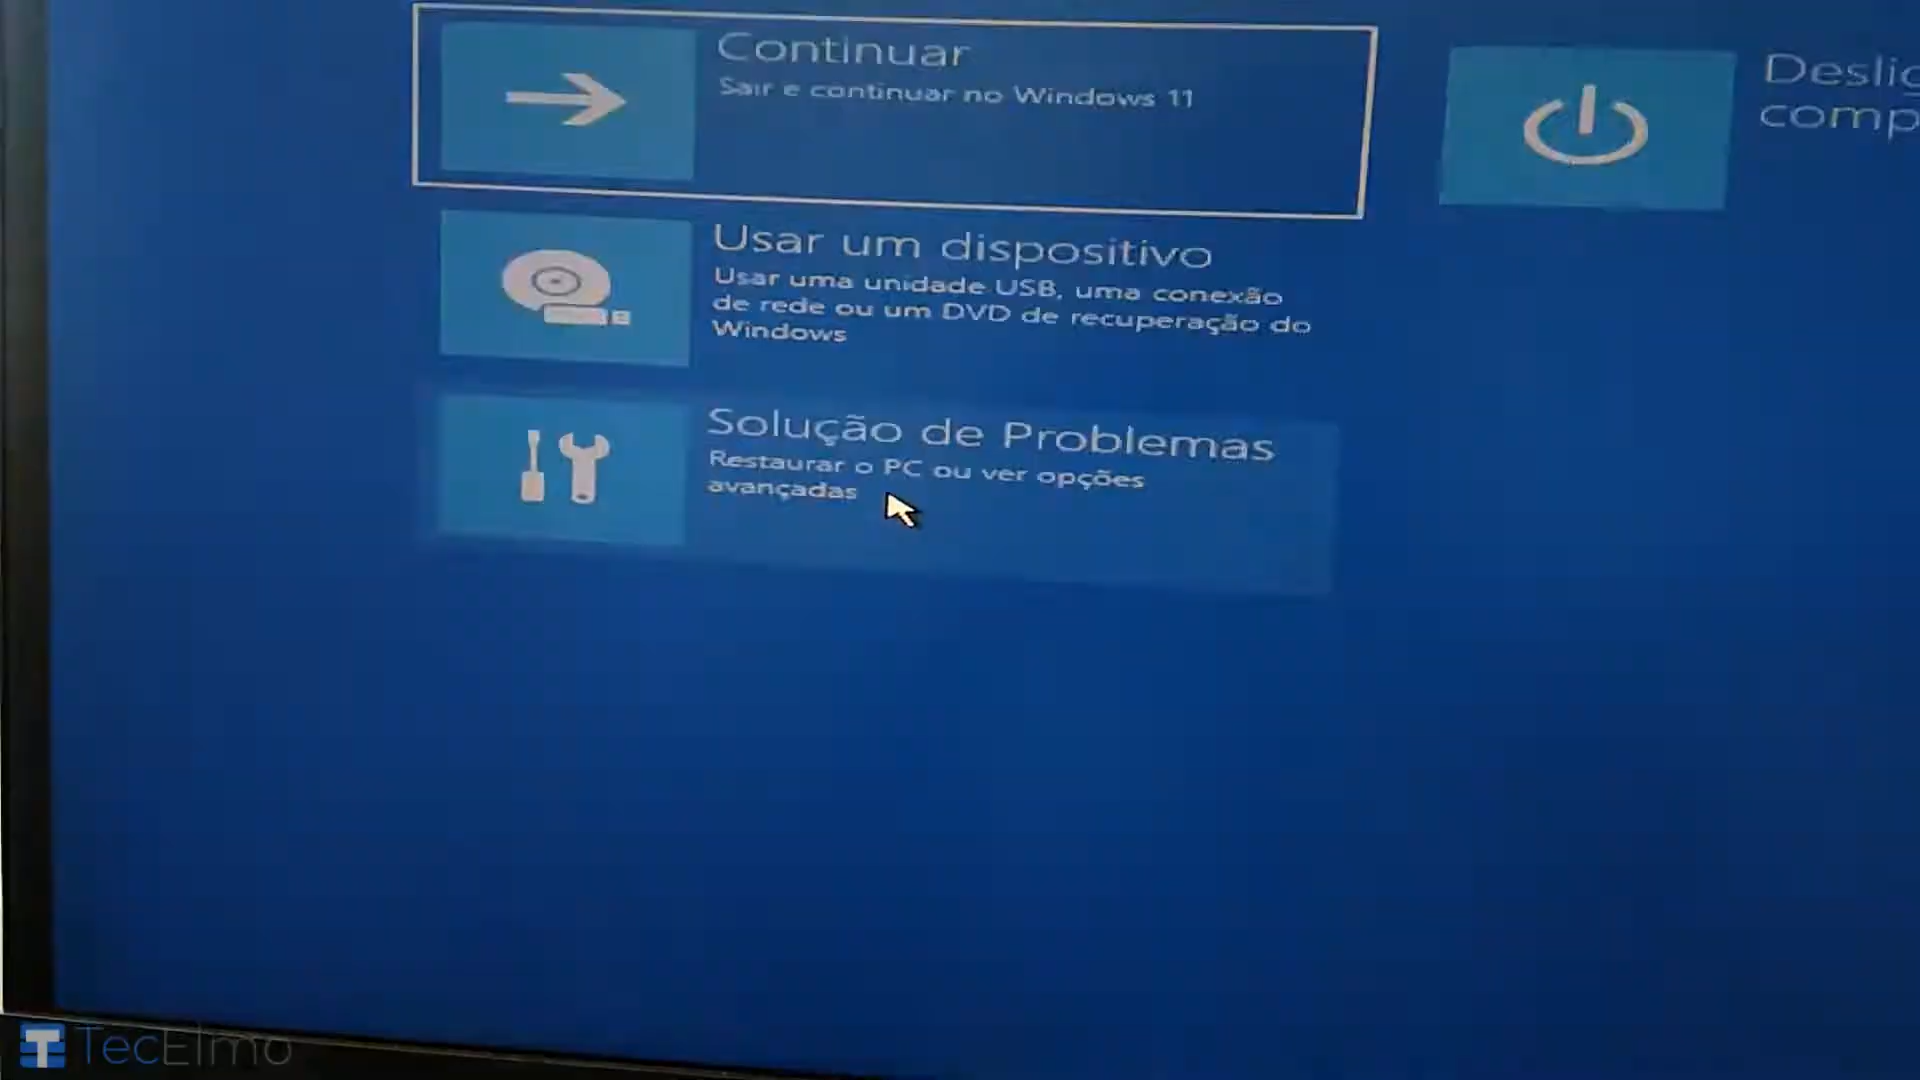 Continuar
Sair e continuar no Windows 11
Usar um dispositivo
Usar uma unidade USB, uma conexão
de rede ou um DVD de recuperação do
Windows
Solução de Problemas
Restaurar o PC ou ver opções
avançadas
TecElmo